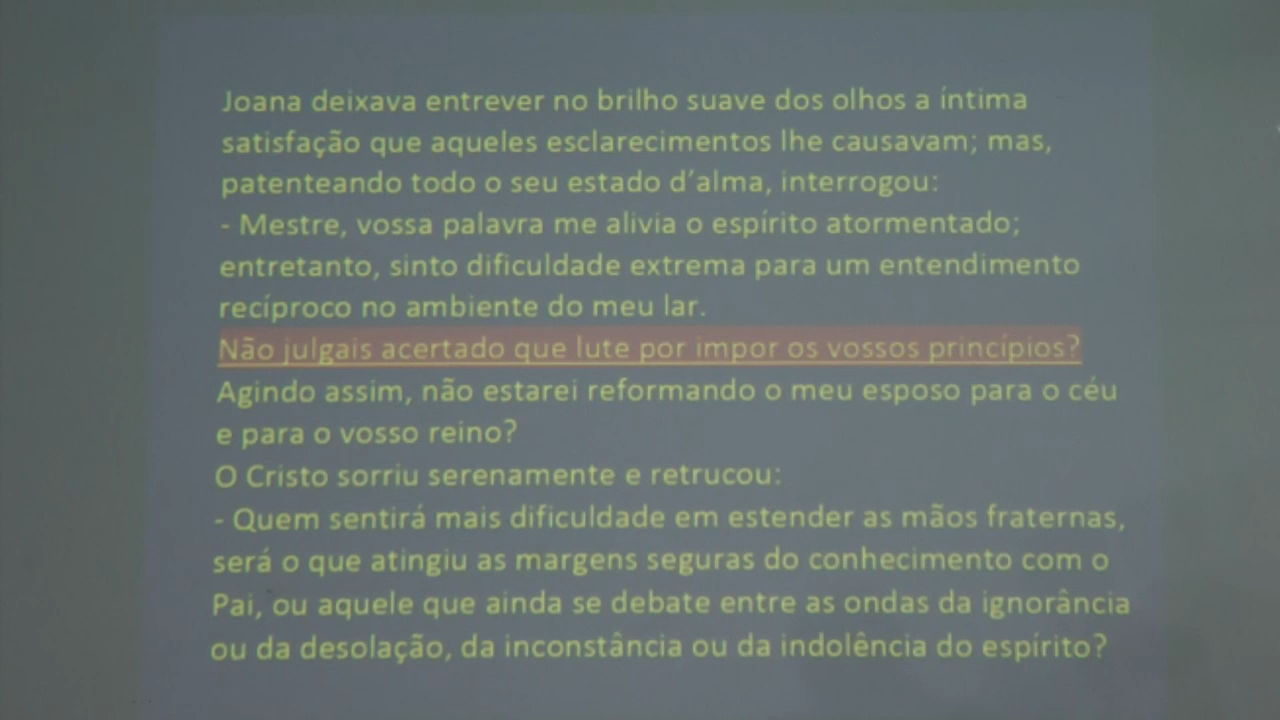 Joana deixava entrever no brilho suave dos olhos a íntima
satisfação que aqueles esclarecimentos lhe causavam; mas,
patenteando todo o seu estado d’alma, interrogou:
- Mestre, vossa palavra me alivia o espírito atormentado;
entretanto, sinto dificuldade extrema para um entendimento
recíproco no ambiente do meu lar.
Não julgais acertado que lute por impor os vossos princípios?
Agindo assim, não estarei reformando o meu esposo para o céu
e para o vosso reino?
O Cristo sorriu serenamente e retrucou:
- Quem sentirá mais dificuldade em estender as mãos fraternas,
será o que atingiu as margens seguras do conhecimento com o
Pai, ou aquele que ainda se debate entre as ondas da ignorância
ou da desolação, da inconstância ou da indolência do espírito?